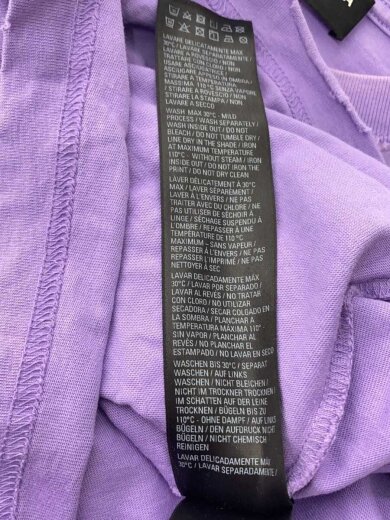 LAVARE DELICATAMENTE MAX
30°C / LAVARE SEPARATAMENTE /
LAVARE A ROVESCIO / NON
CANDEGGIARE / NON
USARE ASCIUGATRICE /
ASCIUGARE APPESO IN OMBRA /
STIRARE A TEMPERATURA
MASSIMA 110°C SENZA VAPORE
/ STIRARE A ROVESCIO / NON
STIRARE LA STAMPA / NON
LAVARE A SECCO
WASH MAX 30°C - MILD
PROCESS / WASH SEPARATELY /
WASH INSIDE OUT / DO NOT
BLEACH / DO NOT TUMBLE DRY /
LINE DRY IN THE SHADE / IRON
AT MAXIMUM TEMPERATURE
110°C - WITHOUT STEAM / IRON
INSIDE OUT / DO NOT IRON THE
PRINT / DO NOT DRY CLEAN
LAVER DÉLICATEMENT À 30°C
MAX / LAVER SÉPARÉMENT /
LAVER À L'ENVERS / NE PAS
TRAITER AVEC DU CHLORE / NE
PAS UTILISER DE SÉCHOIR À
LINGE / SÉCHAGE SUSPENDU À
L'OMBRE / REPASSER À UNE
TEMPÉRATURE DE 110 °C
MAXIMUM – SANS VAPEUR /
REPASSER À L'ENVERS / NE PAS
REPASSER L'IMPRIMÉ / NE PAS
NETTOYER À SEC
LAVAR DELICADAMENTE MÁX
30°C / LAVAR POR SEPARADO /
LAVAR AL REVÉS / NO TRATAR
CON CLORO / NO UTILIZAR
SECADORA / SECAR COLGADO EN
LA SOMBRA / PLANCHAR A
TEMPERATURA MÁXIMA 110°
SIN VAPOR / PLANCHAR AL
REVÉS / NO PLANCHAR EL
ESTAMPADO / NO LAVAR EN SECO
WASCHEN BIS 30°C / SEPARAT
WASCHEN / AUF LINKS
WASCHEN / NICHT BLEICHEN /
NICHT IM TROCKNER TROCKNEN /
IM SCHATTEN AUF DER LEINE
TROCKNEN / BÜGELN BIS ZU
110°C - OHNE DAMPF / AUF LINKS
BÜGELN / DEN AUFDRUCK NICHT
BÜGELN / NICHT CHEMISCH
REINIGEN
LAVAR DELICADAMENTE MÁX
30°C / LAVAR SEPARADAMENTE /